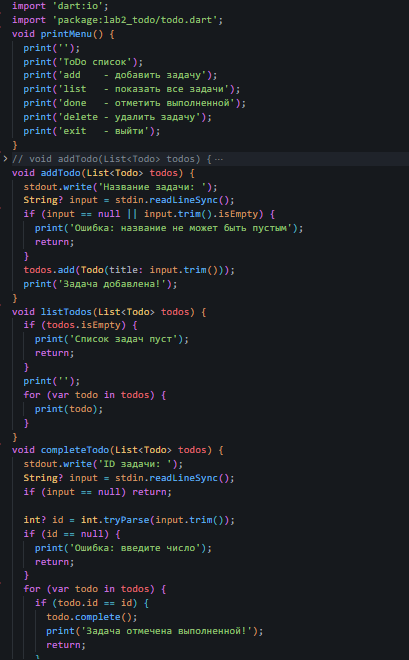 import 'dart:io';
import 'package:lab2_todo/todo.dart';
void printMenu() {
  print('');
  print('ToDo список');
  print('add    - добавить задачу');
  print('list   - показать все задачи');
  print('done   - отметить выполненной');
  print('delete - удалить задачу');
  print('exit   - выйти');
}
// void addTodo(List<Todo> todos) { ...
void addTodo(List<Todo> todos) {
  stdout.write('Название задачи: ');
  String? input = stdin.readLineSync();
  if (input == null || input.trim().isEmpty) {
    print('Ошибка: название не может быть пустым');
    return;
  }
  todos.add(Todo(title: input.trim()));
  print('Задача добавлена!');
}
void listTodos(List<Todo> todos) {
  if (todos.isEmpty) {
    print('Список задач пуст');
    return;
  }
  print('');
  for (var todo in todos) {
    print(todo);
  }
}
void completeTodo(List<Todo> todos) {
  stdout.write('ID задачи: ');
  String? input = stdin.readLineSync();
  if (input == null) return;

  int? id = int.tryParse(input.trim());
  if (id == null) {
    print('Ошибка: введите число');
    return;
  }
  for (var todo in todos) {
    if (todo.id == id) {
      todo.complete();
      print('Задача отмечена выполненной!');
      return;
    }